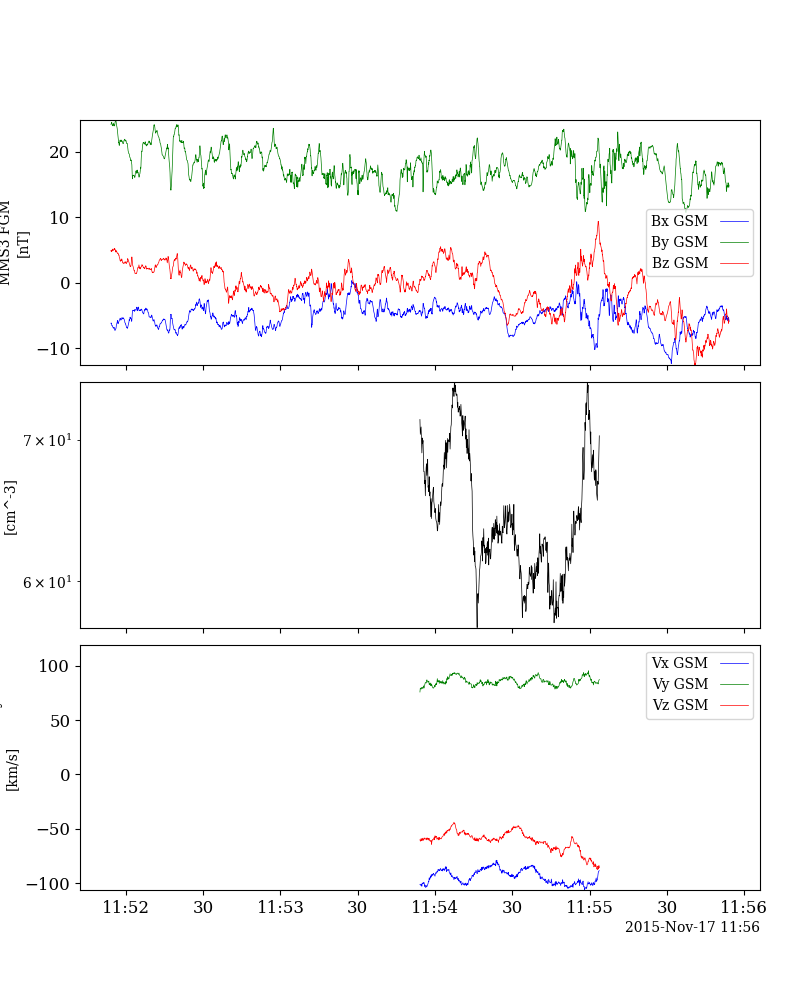 20
10
0
−10
MMS3 FGM
[nT]
Bx GSM
By GSM
Bz GSM
7 × 10¹
6 × 10¹
[cm^-3]
100
50
0
−50
−100
[km/s]
Vx GSM
Vy GSM
Vz GSM
11:52 30 11:53 30 11:54 30 11:55 30 11:56
2015-Nov-17 11:56